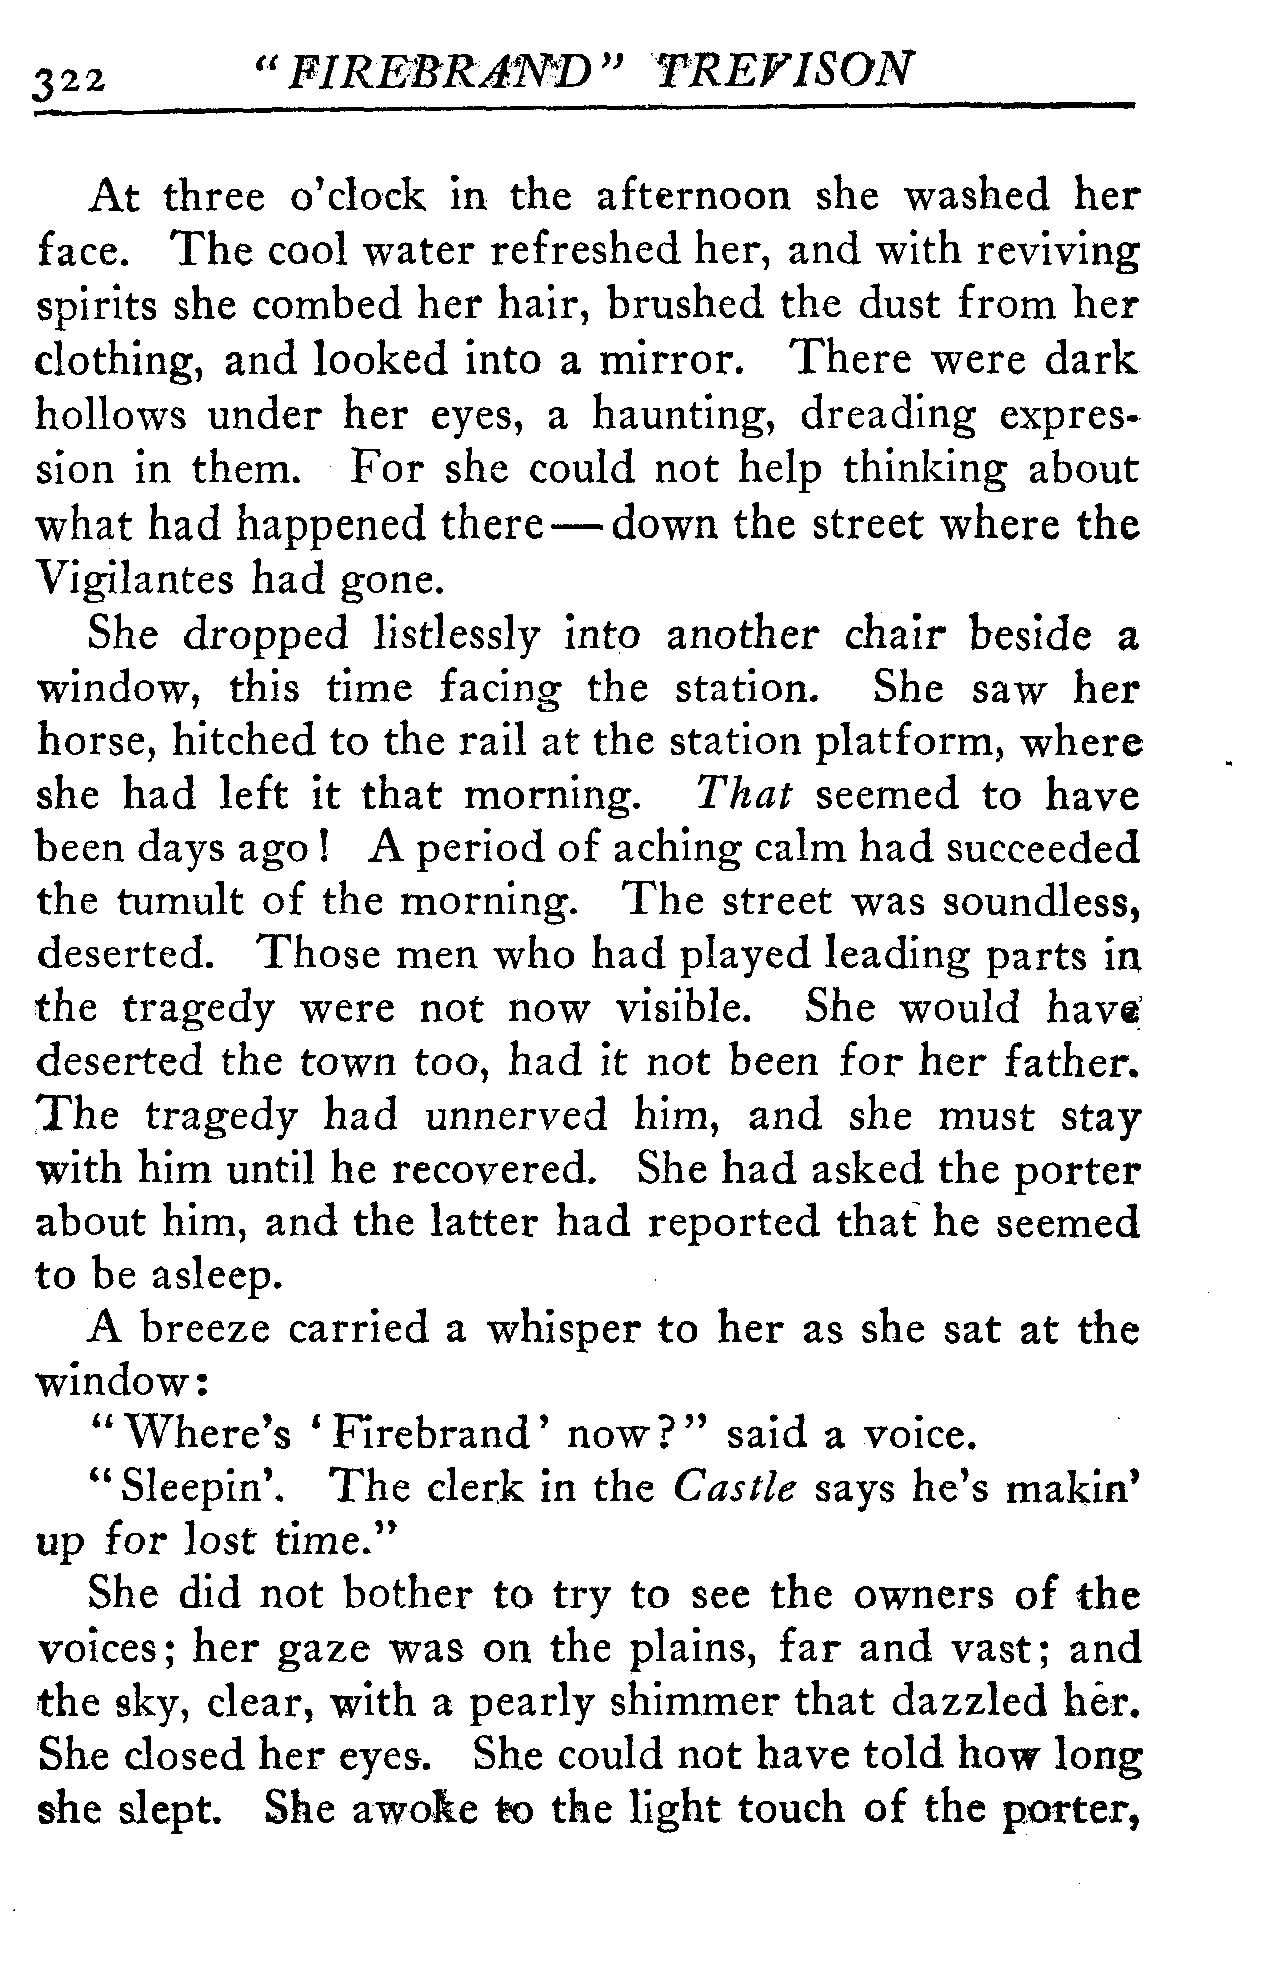 322 "FIREBRAND" TREVISON
At three o'clock in the afternoon she washed her
face. The cool water refreshed her, and with reviving
spirits she combed her hair, brushed the dust from her
clothing, and looked into a mirror. There were dark
hollows under her eyes, a haunting, dreading expres-
sion in them. For she could not help thinking about
what had happened there—down the street where the
Vigilantes had gone.
She dropped listlessly into another chair beside a
window, this time facing the station. She saw her
horse, hitched to the rail at the station platform, where
she had left it that morning. That seemed to have
been days ago! A period of aching calm had succeeded
the tumult of the morning. The street was soundless,
deserted. Those men who had played leading parts in
the tragedy were not now visible. She would have
deserted the town too, had it not been for her father.
The tragedy had unnerved him, and she must stay
with him until he recovered. She had asked the porter
about him, and the latter had reported that he seemed
to be asleep.
A breeze carried a whisper to her as she sat at the
window:
"Where's 'Firebrand' now?" said a voice.
"Sleepin'. The clerk in the Castle says he's makin'
up for lost time."
She did not bother to try to see the owners of the
voices; her gaze was on the plains, far and vast; and
the sky, clear, with a pearly shimmer that dazzled her.
She closed her eyes. She could not have told how long
she slept. She awoke to the light touch of the porter,